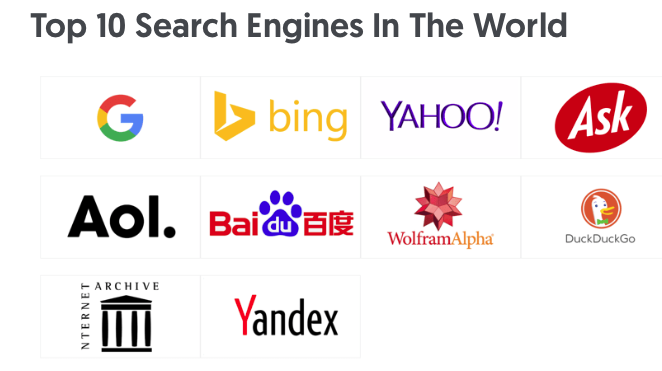 Top 10 Search Engines In The World
G
bing
YAHOO!
Ask
Aol.
Bai du 百度
WolframAlpha
DuckDuckGo
INTERNET ARCHIVE
Yandex